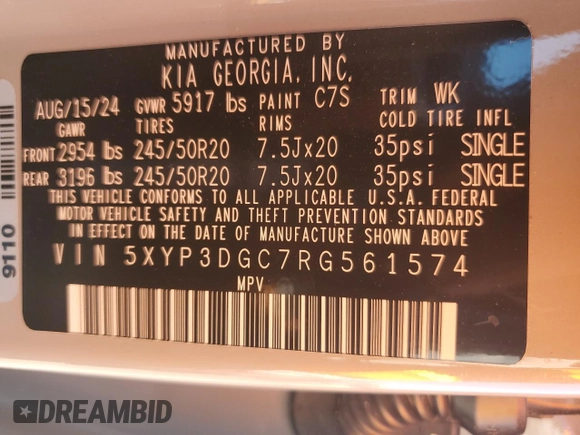 MANUFACTURED BY
KIA GEORGIA, INC.
AUG/15/24 GVWR 5917 lbs PAINT C7S TRIM WK
GAWR TIRES RIMS COLD TIRE INFL
FRONT 2954 lbs 245/50R20 7.5Jx20 35psi SINGLE
REAR 3196 lbs 245/50R20 7.5Jx20 35psi SINGLE
THIS VEHICLE CONFORMS TO ALL APPLICABLE U.S.A. FEDERAL
MOTOR VEHICLE SAFETY AND THEFT PREVENTION STANDARDS
IN EFFECT ON THE DATE OF MANUFACTURE SHOWN ABOVE.
VIN 5XYP3DGC7RG561574
MPV
9110
DREAMBID